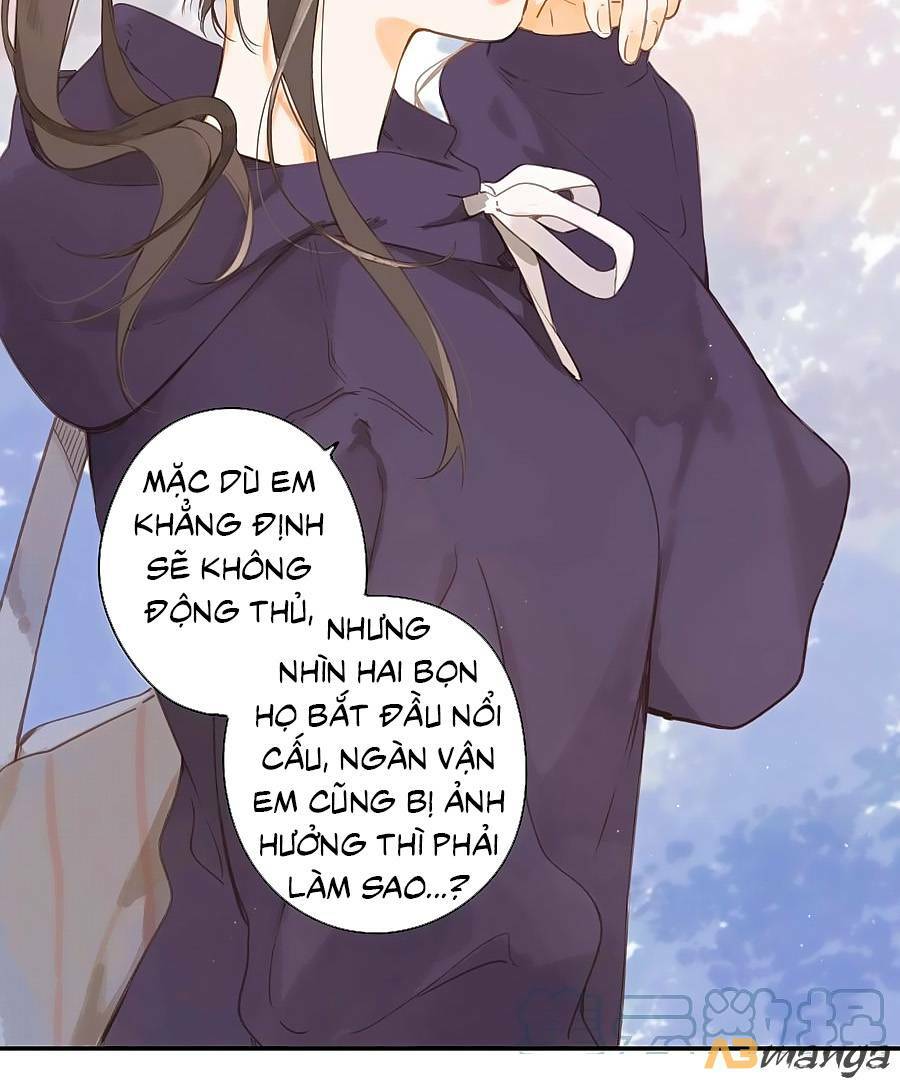 MẶC DÙ EM
KHẲNG ĐỊNH
SẼ KHÔNG
ĐỘNG THỦ,
NHƯNG
NHÌN HAI BỌN
HỌ BẮT ĐẦU NỔI
CẤU, NGÀN VẬN
EM CŨNG BỊ ẢNH
HƯỞNG THÌ PHẢI
LÀM SAO...?
A3manga